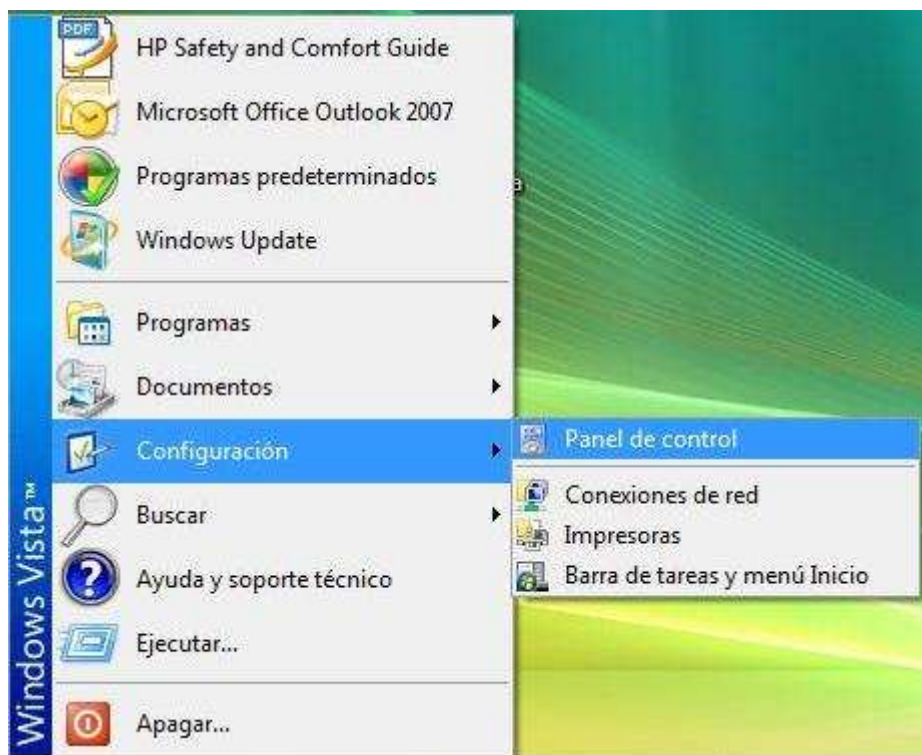 PDF
HP Safety and Comfort Guide
Microsoft Office Outlook 2007
Programas predeterminados
a
Windows Update
Programas
Documentos
Configuración
Panel de control
Conexiones de red
Impresoras
Barra de tareas y menú Inicio
Buscar
Ayuda y soporte técnico
Ejecutar...
Apagar...
Windows Vista™